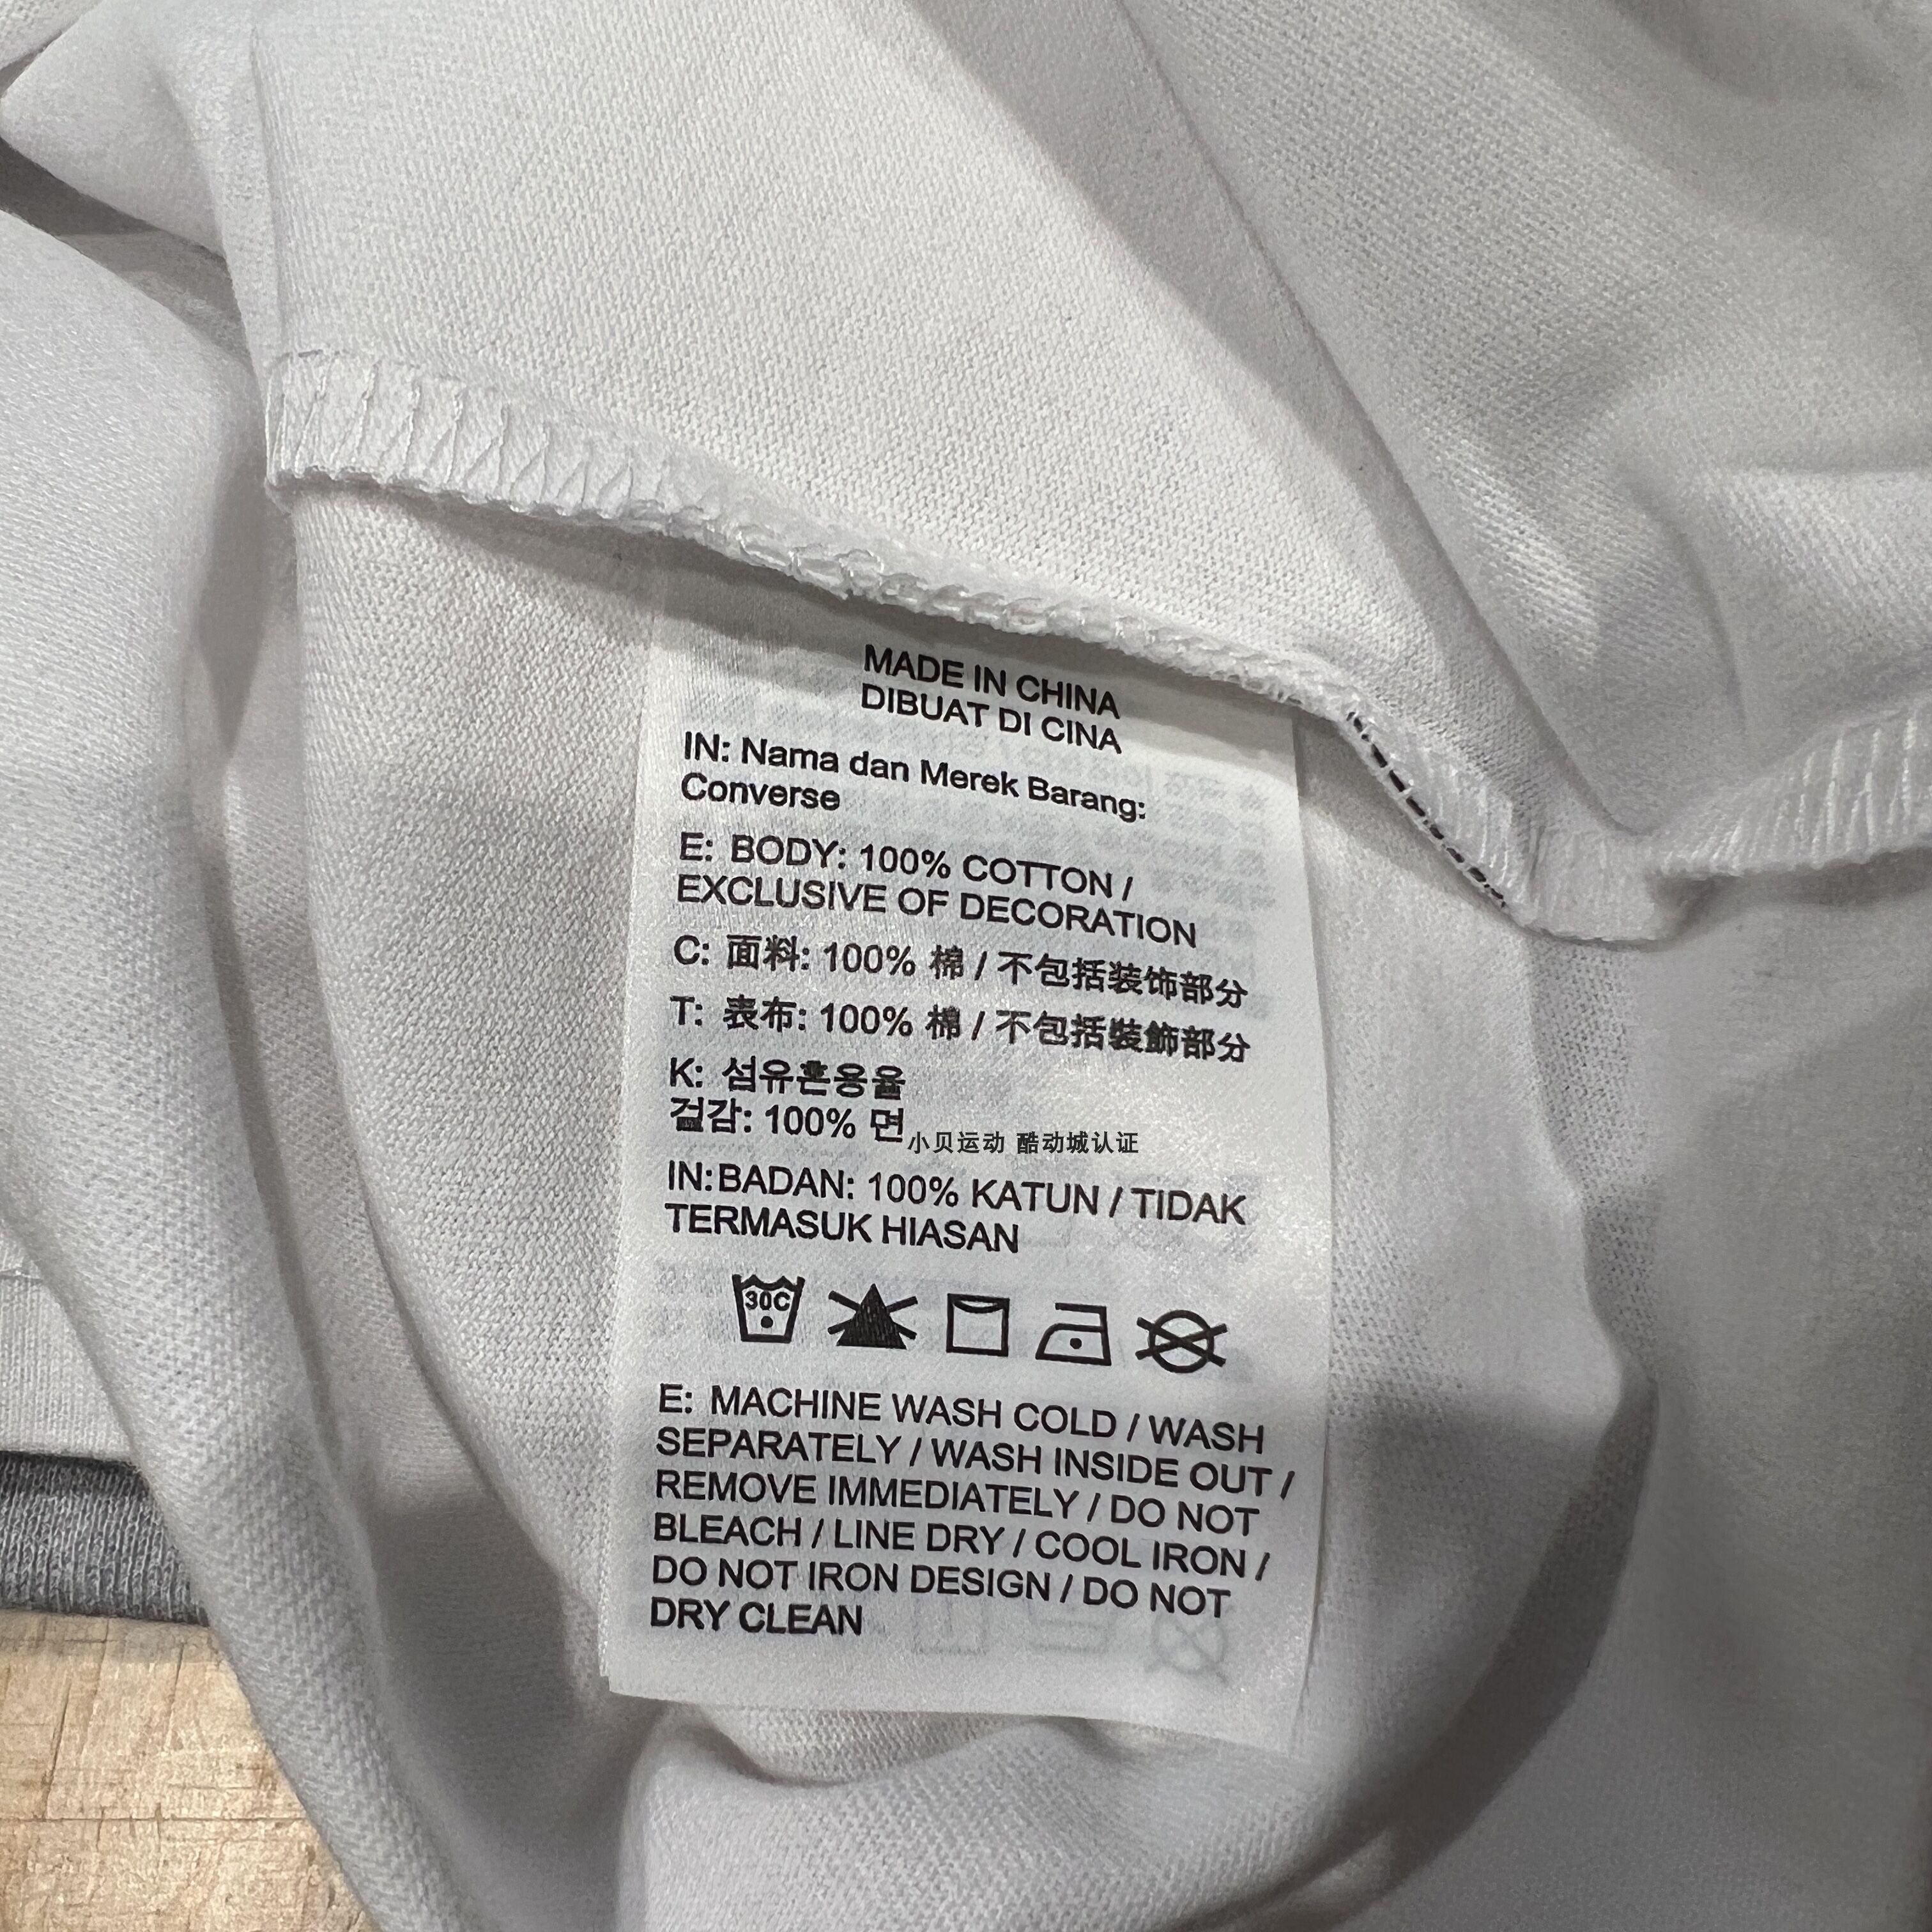 MADE IN CHINA
DIBUAT DI CINA
IN: Nama dan Merek Barang:
Converse
E: BODY: 100% COTTON /
EXCLUSIVE OF DECORATION
C: 面料: 100% 棉 / 不包括装饰部分
T: 表布: 100% 棉 / 不包括裝飾部分
K: 섬유혼용율
겉감: 100% 면
小贝运动 酷动城认证
IN:BADAN: 100% KATUN / TIDAK
TERMASUK HIASAN
30C
E: MACHINE WASH COLD / WASH
SEPARATELY / WASH INSIDE OUT /
REMOVE IMMEDIATELY / DO NOT
BLEACH / LINE DRY / COOL IRON /
DO NOT IRON DESIGN / DO NOT
DRY CLEAN